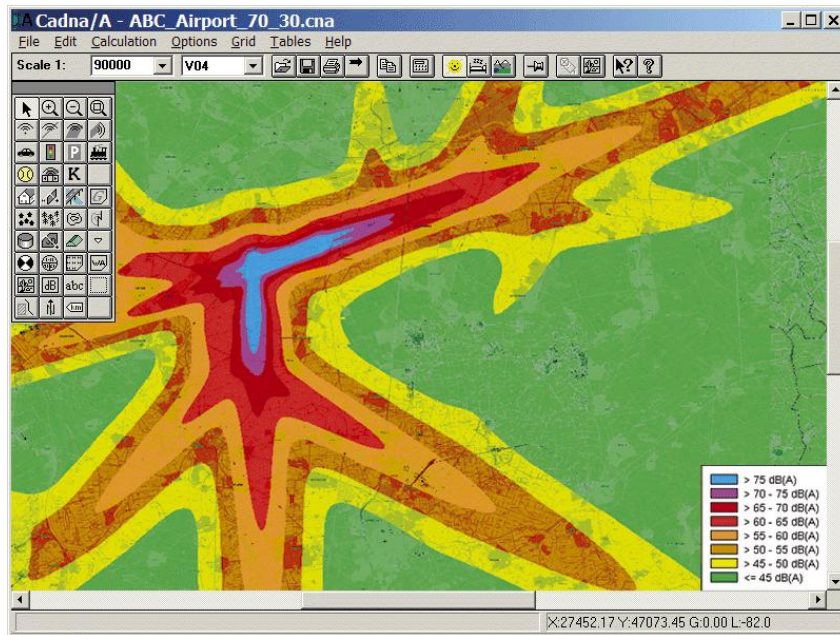 Cadna/A - ABC_Airport_70_30.cna
File Edit Calculation Options Grid Tables Help
Scale 1: 90000 V04
P
K
dB abc
km
> 75 dB(A)
> 70 - 75 dB(A)
> 65 - 70 dB(A)
> 60 - 65 dB(A)
> 55 - 60 dB(A)
> 50 - 55 dB(A)
> 45 - 50 dB(A)
<= 45 dB(A)
X:27452.17 Y:47073.45 G:0.00 L:-82.0